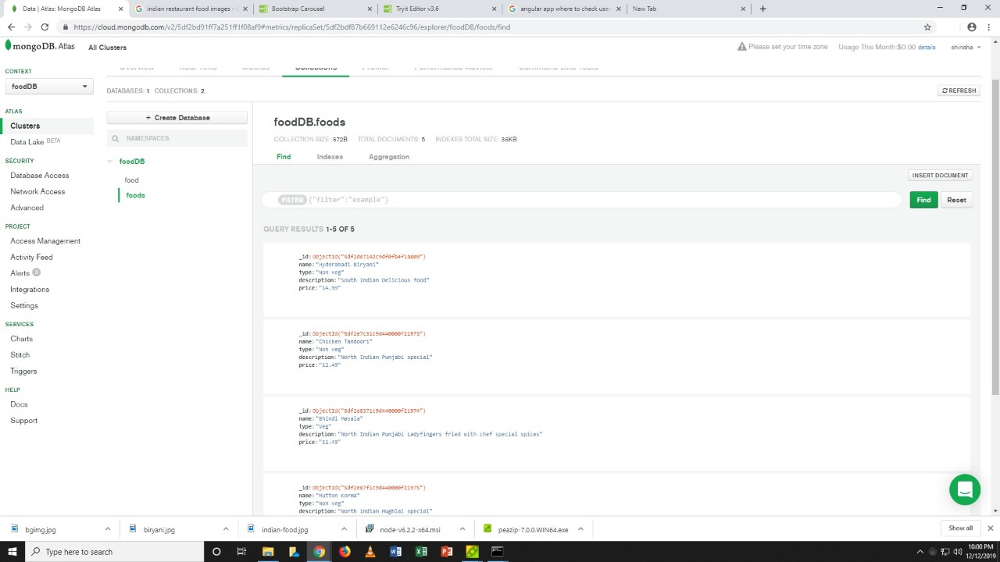 Data | Atlas: MongoDB Atlas
indian restaurant food images -
Bootstrap Carousel
Tryit Editor v3.6
angular app where to check user
New Tab
https://cloud.mongodb.com/v2/5df2bd91ff7a251ff1f08af9#metrics/replicaSet/5df2bdf87b669112e6246c96/explorer/foodDB/foods/find
mongoDB. Atlas
All Clusters
Please set your time zone
Usage This Month:$0.00 details
shirisha
CONTEXT
foodDB
ATLAS
Clusters
Data Lake BETA
SECURITY
Database Access
Network Access
Advanced
PROJECT
Access Management
Activity Feed
Alerts 0
Integrations
Settings
SERVICES
Charts
Stitch
Triggers
HELP
Docs
Support
Overview Real Time Metrics Collections Profiler Performance Advisor Command Line Tools
DATABASES: 1 COLLECTIONS: 2
REFRESH
+ Create Database
NAMESPACES
foodDB
food
foods
foodDB.foods
COLLECTION SIZE: 672B TOTAL DOCUMENTS: 5 INDEXES TOTAL SIZE: 36KB
Find Indexes Aggregation
INSERT DOCUMENT
FILTER {"filter":"example"}
Find
Reset
QUERY RESULTS 1-5 OF 5
_id:ObjectId("5df2de7142c9df0fb4f1a809")
name:"Hyderabadi Biryani"
type:"Non veg"
description:"South Indian Delicious food"
price:"14.99"
_id:ObjectId("5df2e7c31c9d440000f21973")
name:"Chicken Tandoori"
type:"Non veg"
description:"North Indian Punjabi special"
price:"12.49"
_id:ObjectId("5df2e8371c9d440000f21974")
name:"Bhindi Masala"
type:"Veg"
description:"North Indian Punjabi Ladyfingers fried with chef special spices"
price:"11.49"
_id:ObjectId("5df2e87f1c9d440000f21975")
name:"Mutton Korma"
type:"Non veg"
description:"North Indian Mughlai special"
bgimg.jpg
biryani.jpg
indian-food.jpg
node-v6.2.2-x64.msi
peazip-7.0.0.WIN64.exe
Show all
Type here to search
10:00 PM
12/12/2019